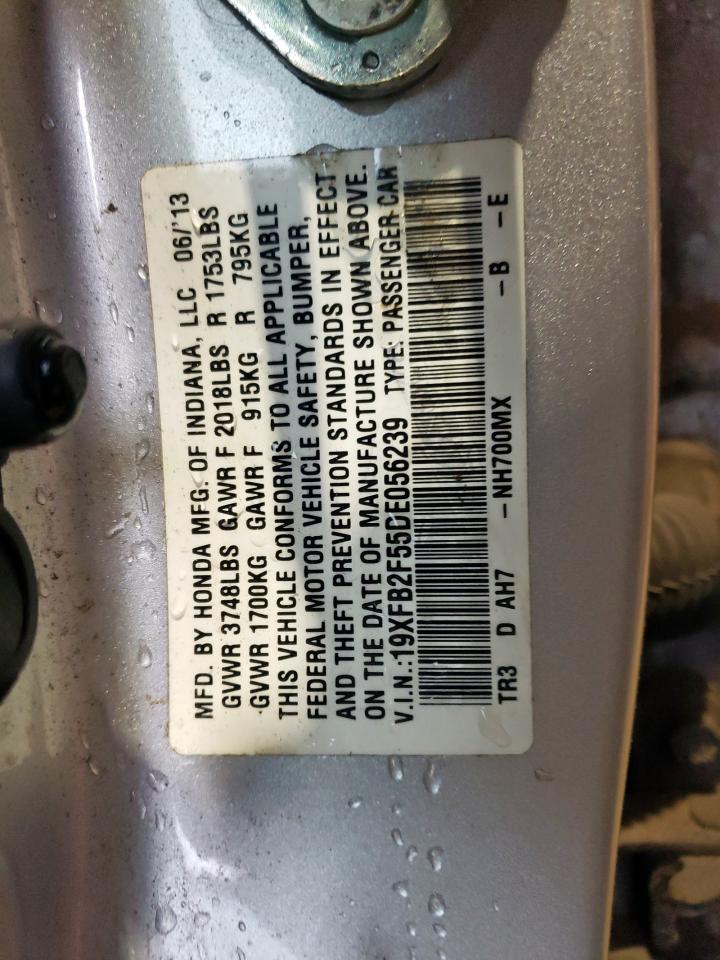 MFD. BY HONDA MFG. OF INDIANA, LLC 06/'13
GVWR 3748LBS GAWR F 2018LBS R 1753LBS
GVWR 1700KG GAWR F 915KG R 795KG
THIS VEHICLE CONFORMS TO ALL APPLICABLE
FEDERAL MOTOR VEHICLE SAFETY, BUMPER,
AND THEFT PREVENTION STANDARDS IN EFFECT
ON THE DATE OF MANUFACTURE SHOWN ABOVE.
V.I.N.:19XFB2F55DE056239 TYPE: PASSENGER CAR
TR3 D AH7 -NH700MX -B -E